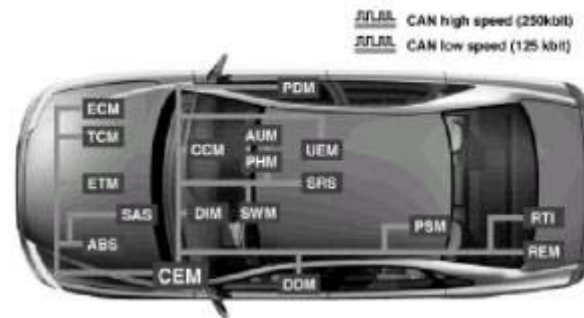 CAN high speed (250kbit)
CAN low speed (125 kbit)
PDM
ECM
TCM
AUM
CCM
UEM
PHM
ETM
SRS
SAS
DIM
SWM
PSM
RTI
ABS
REM
CEM
DDM